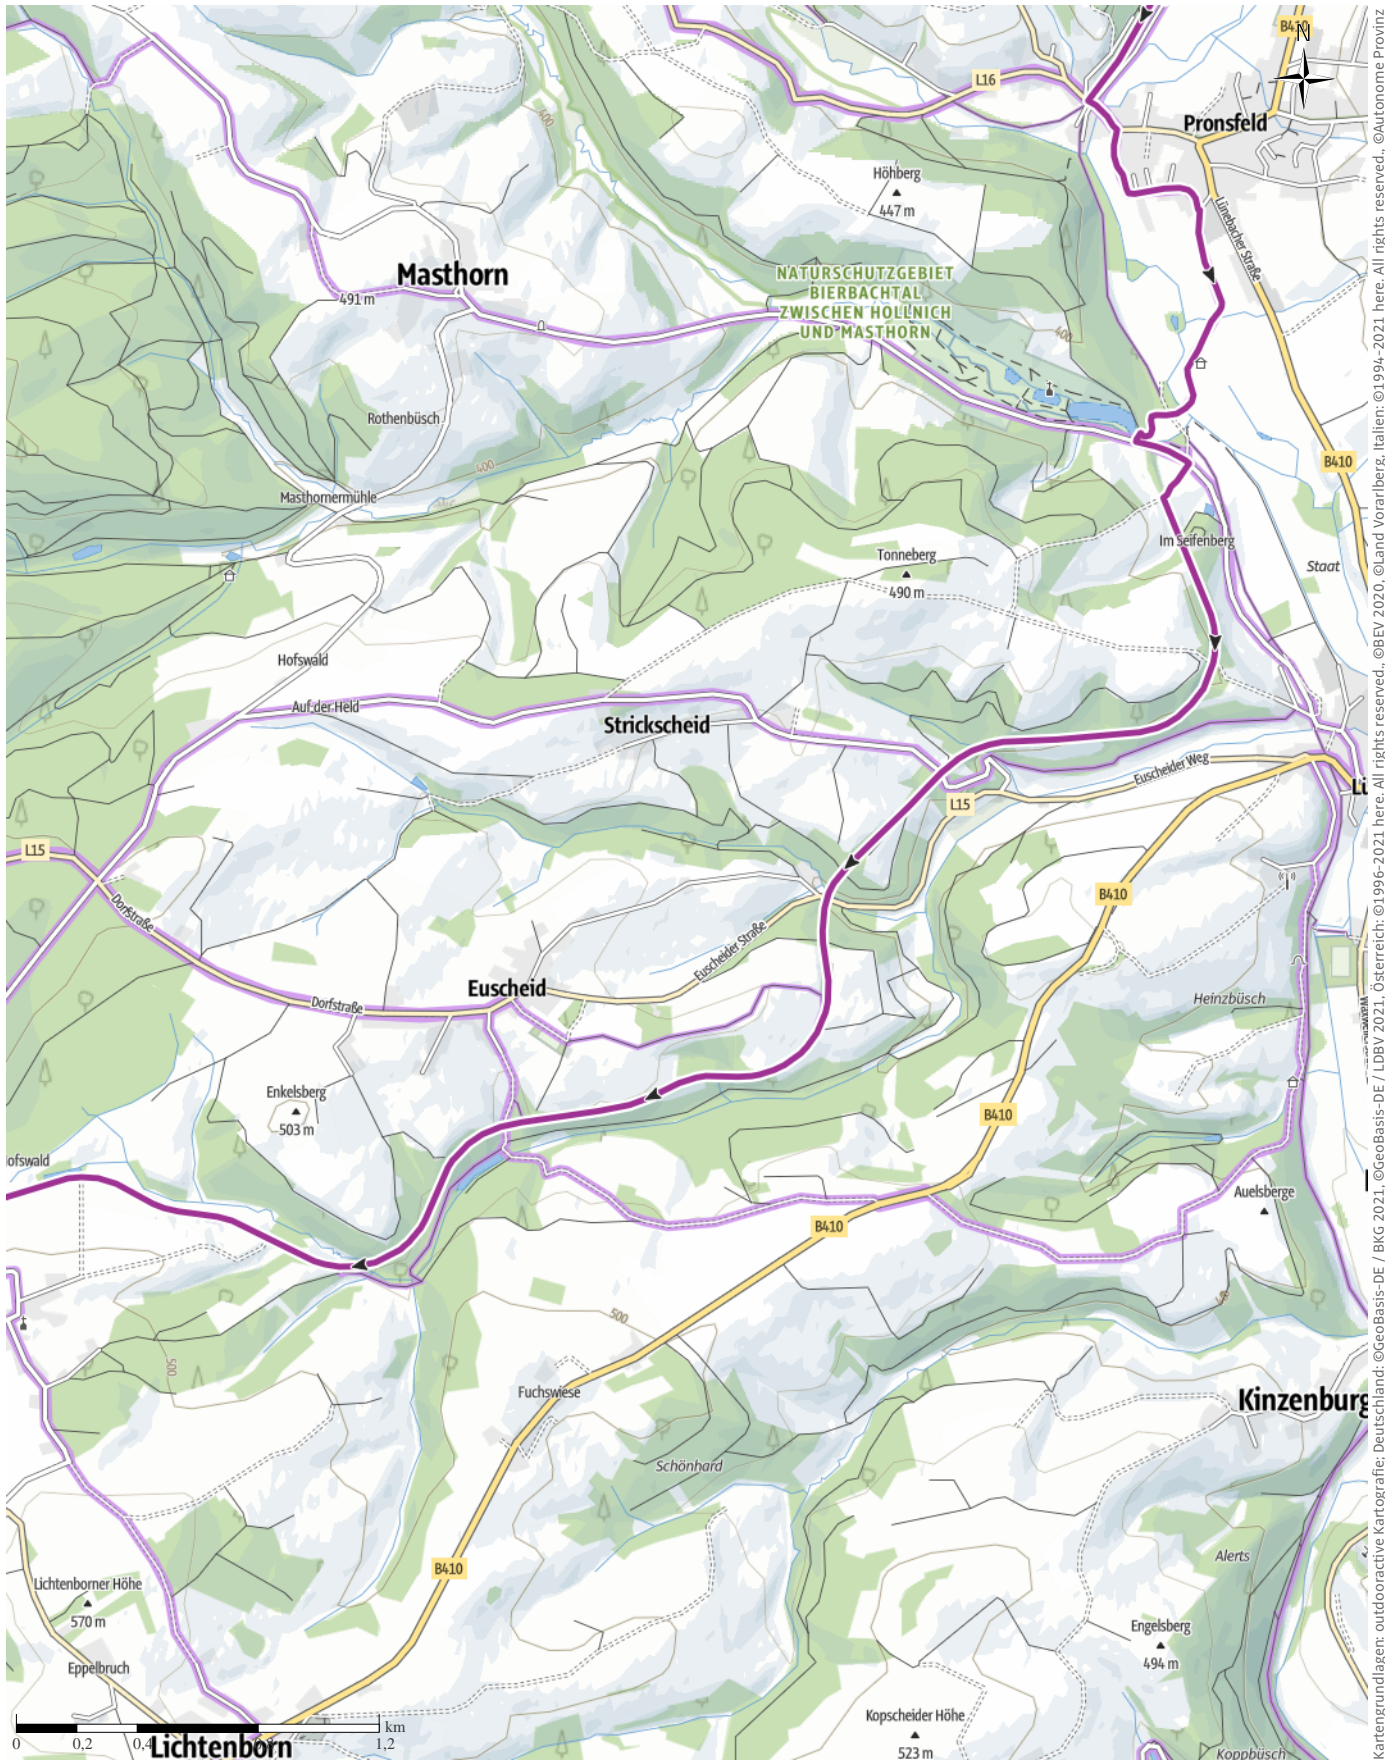 B410
N
L16
Pronsfeld
Höhberg
447 m
400
Lünebacher Straße
Masthorn
491 m
NATURSCHUTZGEBIET
BIERBACHTAL
ZWISCHEN HOLLNICH
UND MASTHORN
400
Rothenbüsch
400
B410
Masthornermühle
Im Seifenberg
Tonneberg
490 m
Staat
Hofswald
Auf der Held
Strickscheid
Euscheider Weg
L15
Lü
L15
B410
Dorfstraße
Euscheider Straße
Euscheid
Dorfstraße
Heinzbüsch
Enkelsberg
503 m
B410
ofswald
Auelsberge
B410
500
500
Fuchswiese
Kinzenburg
Schönhard
B410
Alerts
Lichtenborner Höhe
570 m
Engelsberg
494 m
Eppelbruch
Kopscheider Höhe
523 m
Koppbüsch
km
0
0,2
0,4
1,2
Lichtenborn
Kartengrundlagen: outdooractive Kartografie; Deutschland: ©GeoBasis-DE / BKG 2021, ©GeoBasis-DE / LDBV 2021, Österreich: ©1996-2021 here. All rights reserved., ©BEV 2020, ©Land Vorarlberg, Italien: ©1994-2021 here. All rights reserved., ©Autonome Provinz